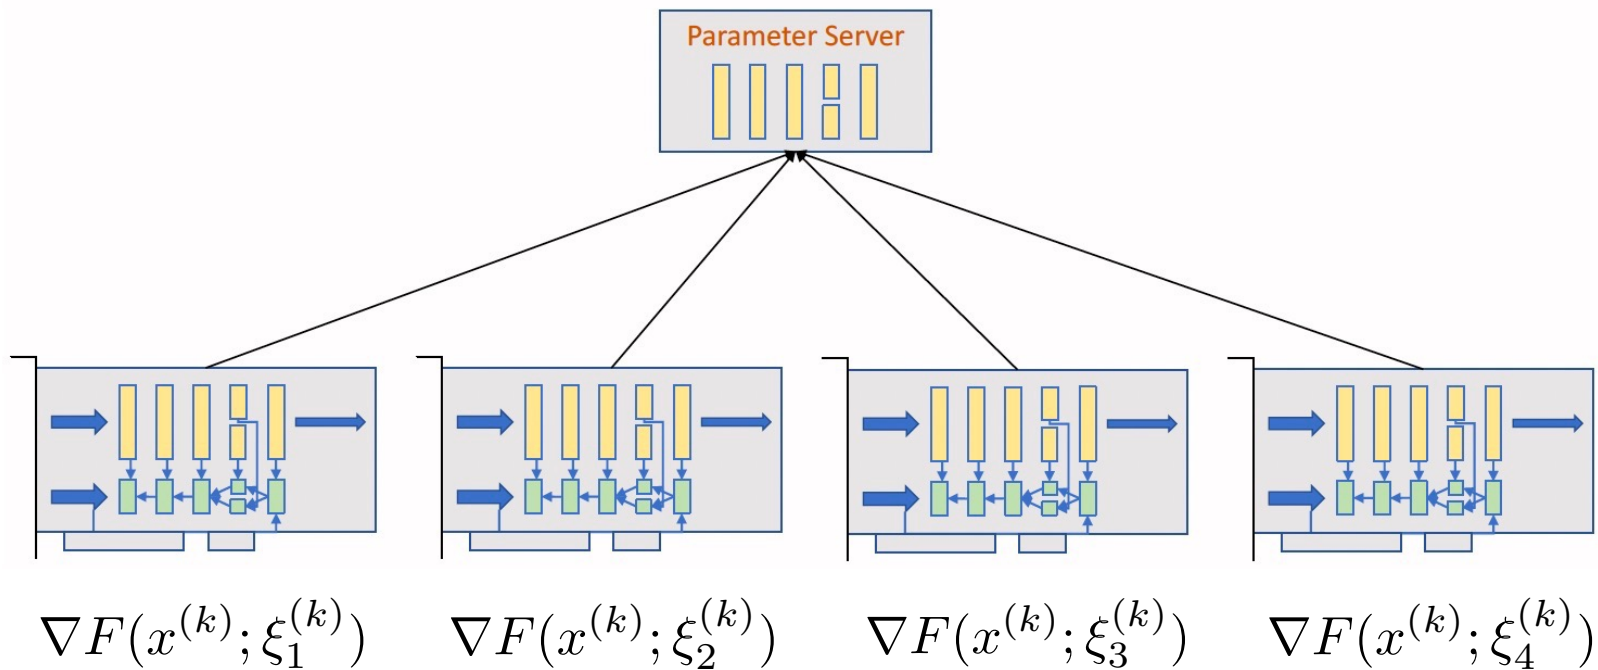 Parameter Server
∇F(x^{(k)}; ξ_1^{(k)})
∇F(x^{(k)}; ξ_2^{(k)})
∇F(x^{(k)}; ξ_3^{(k)})
∇F(x^{(k)}; ξ_4^{(k)})